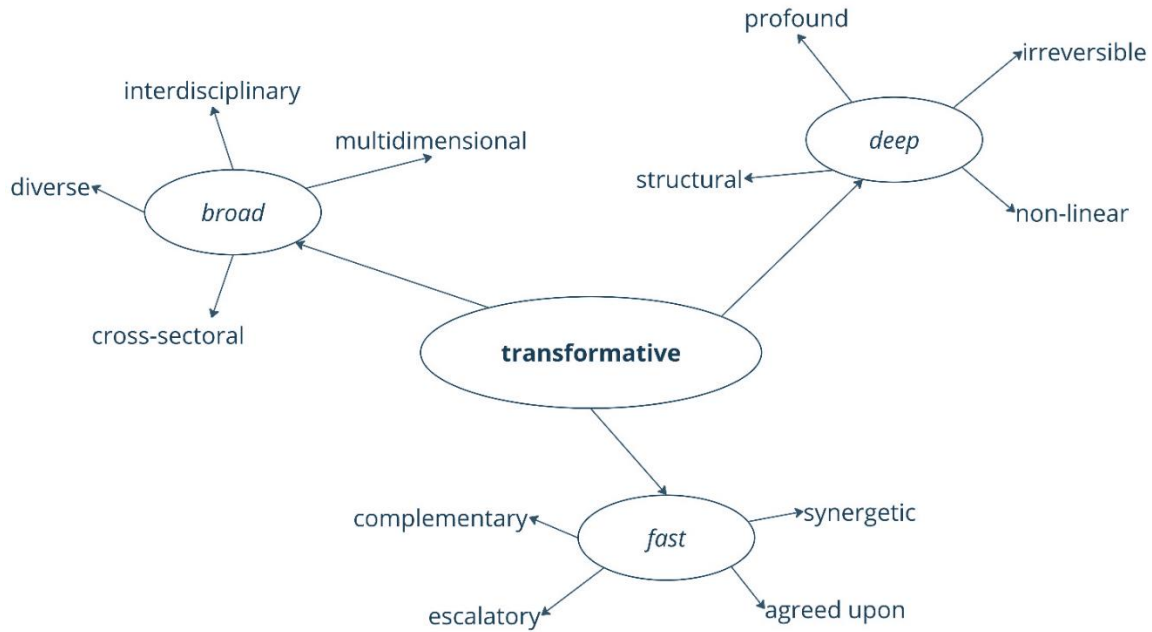 profound
irreversible
interdisciplinary
multidimensional
deep
structural
diverse
broad
non-linear
cross-sectoral
transformative
complementary
synergetic
fast
escalatory
agreed upon